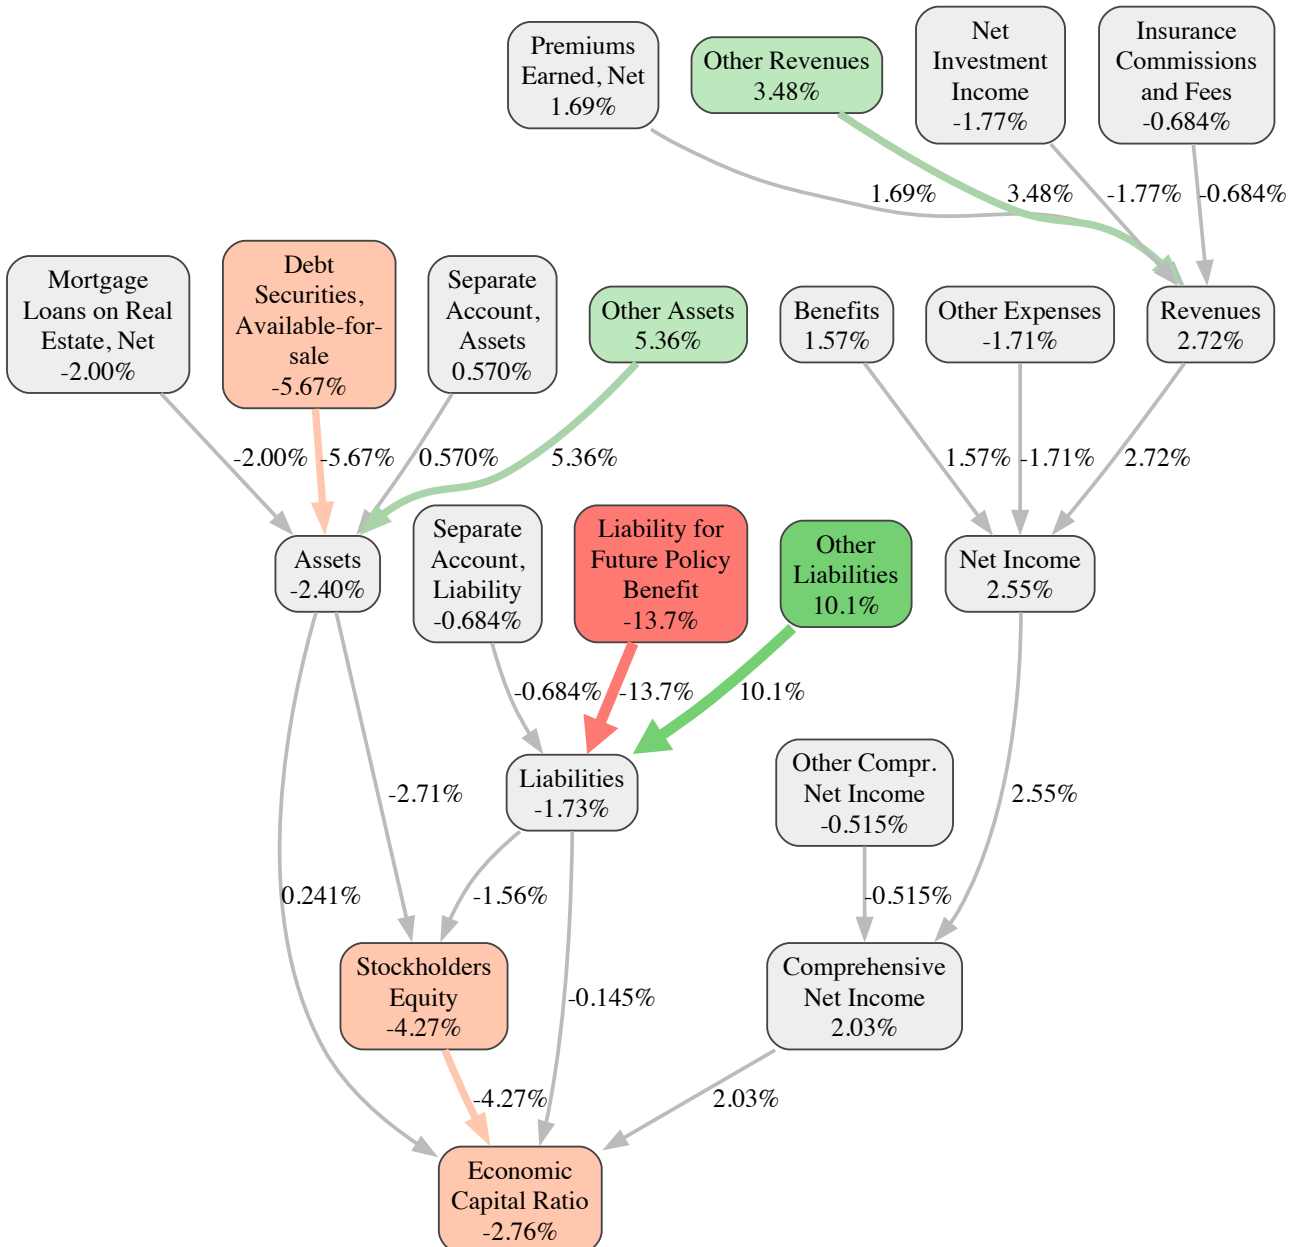 Premiums
Earned, Net
1.69%
Other Revenues
3.48%
Net
Investment
Income
-1.77%
Insurance
Commissions
and Fees
-0.684%
1.69%
3.48%
-1.77%
-0.684%
Mortgage
Loans on Real
Estate, Net
-2.00%
Debt
Securities,
Available-for-
sale
-5.67%
Separate
Account,
Assets
0.570%
Other Assets
5.36%
Benefits
1.57%
Other Expenses
-1.71%
Revenues
2.72%
-2.00%
-5.67%
0.570%
5.36%
1.57%
-1.71%
2.72%
Assets
-2.40%
Separate
Account,
Liability
-0.684%
Liability for
Future Policy
Benefit
-13.7%
Other
Liabilities
10.1%
Net Income
2.55%
-0.684%
-13.7%
10.1%
Liabilities
-1.73%
Other Compr.
Net Income
-0.515%
-2.71%
2.55%
0.241%
-1.56%
-0.515%
Stockholders
Equity
-4.27%
-0.145%
Comprehensive
Net Income
2.03%
-4.27%
2.03%
Economic
Capital Ratio
-2.76%